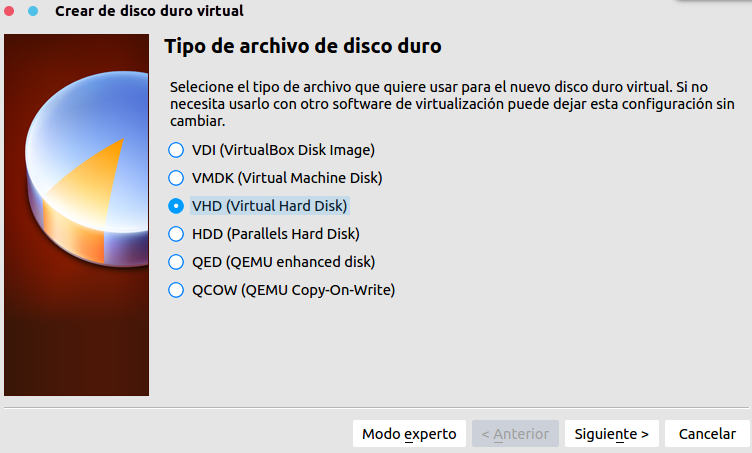 Crear de disco duro virtual
Tipo de archivo de disco duro
Selecione el tipo de archivo que quiere usar para el nuevo disco duro virtual. Si no
necesita usarlo con otro software de virtualización puede dejar esta configuración sin
cambiar.
VDI (VirtualBox Disk Image)
VMDK (Virtual Machine Disk)
VHD (Virtual Hard Disk)
HDD (Parallels Hard Disk)
QED (QEMU enhanced disk)
QCOW (QEMU Copy-On-Write)
Modo experto < Anterior Siguiente > Cancelar